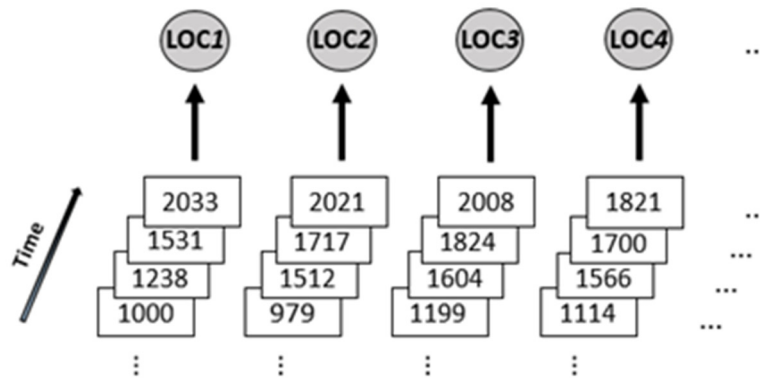 LOC1 LOC2 LOC3 LOC4 ..
2033 2021 2008 1821 ..
1531 1717 1824 1700 ...
1238 1512 1604 1566 ...
1000 979 1199 1114 ...
Time